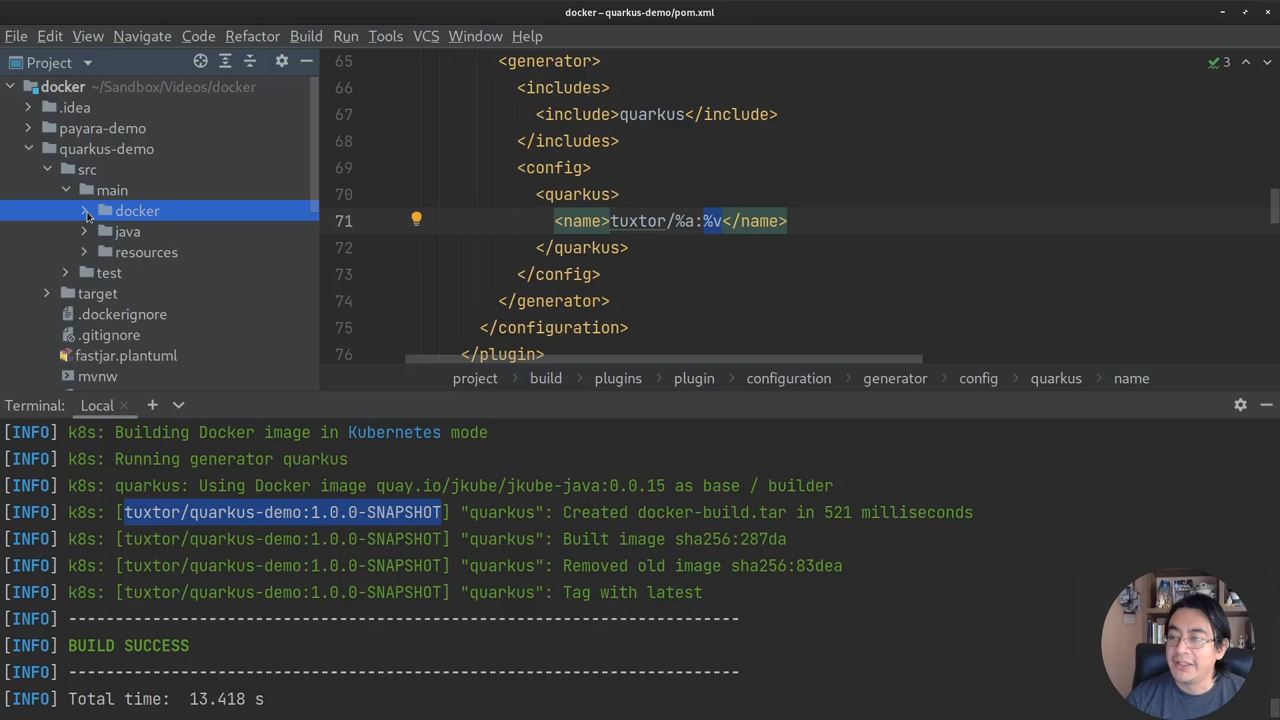 docker – quarkus-demo/pom.xml
File Edit View Navigate Code Refactor Build Run Tools VCS Window Help
Project
docker ~/Sandbox/Videos/docker
.idea
payara-demo
quarkus-demo
src
main
docker
java
resources
test
target
.dockerignore
.gitignore
fastjar.plantuml
mvnw
65 <generator>
66 <includes>
67 <include>quarkus</include>
68 </includes>
69 <config>
70 <quarkus>
71 <name>tuxtor/%a:%v</name>
72 </quarkus>
73 </config>
74 </generator>
75 </configuration>
76 </plugin>
3
project build plugins plugin configuration generator config quarkus name
Terminal: Local
[INFO] k8s: Building Docker image in Kubernetes mode
[INFO] k8s: Running generator quarkus
[INFO] k8s: quarkus: Using Docker image quay.io/jkube/jkube-java:0.0.15 as base / builder
[INFO] k8s: [tuxtor/quarkus-demo:1.0.0-SNAPSHOT] "quarkus": Created docker-build.tar in 521 milliseconds
[INFO] k8s: [tuxtor/quarkus-demo:1.0.0-SNAPSHOT] "quarkus": Built image sha256:287da
[INFO] k8s: [tuxtor/quarkus-demo:1.0.0-SNAPSHOT] "quarkus": Removed old image sha256:83dea
[INFO] k8s: [tuxtor/quarkus-demo:1.0.0-SNAPSHOT] "quarkus": Tag with latest
[INFO] ------------------------------------------------------------------------
[INFO] BUILD SUCCESS
[INFO] ------------------------------------------------------------------------
[INFO] Total time:  13.418 s